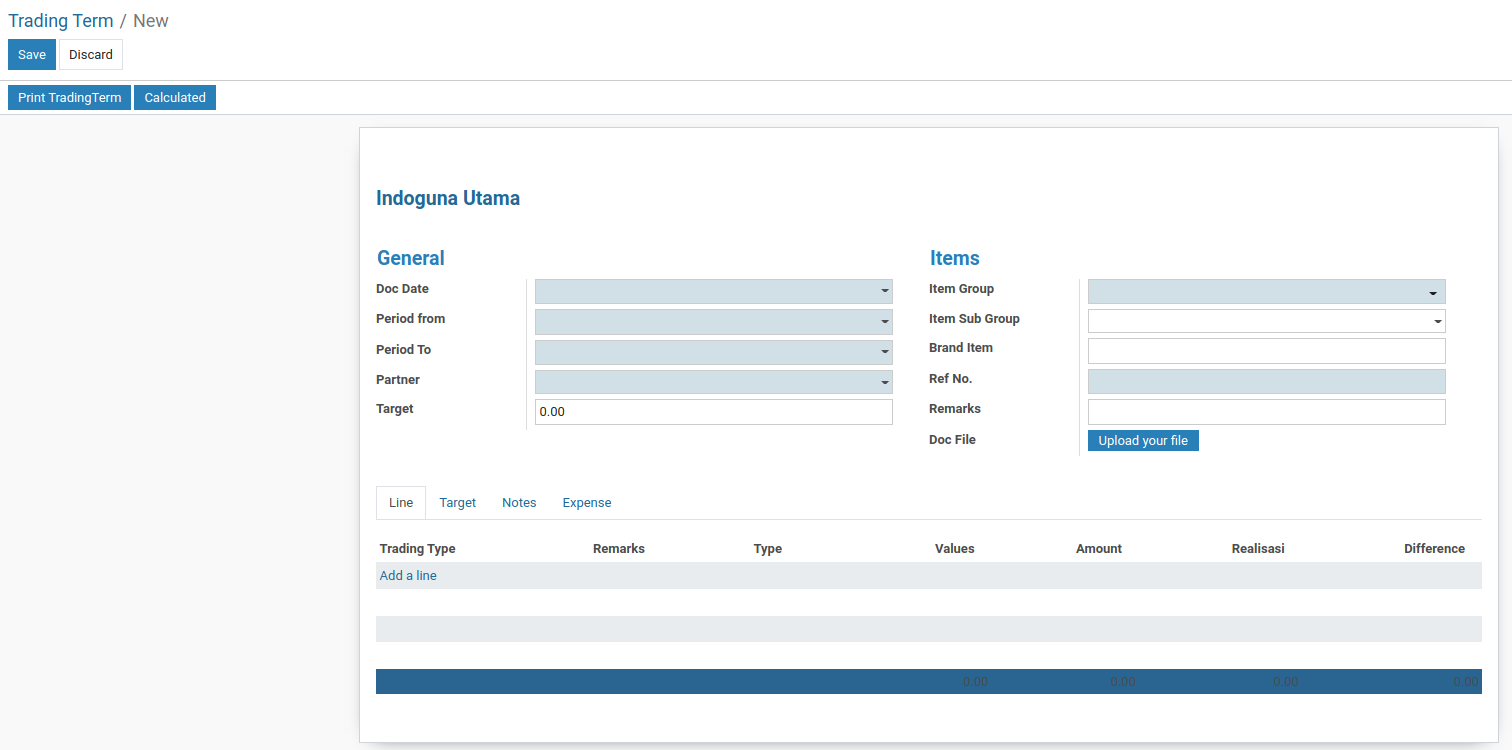 Trading Term / New
Save Discard
Print TradingTerm Calculated
Indoguna Utama
General
Doc Date
Period from
Period To
Partner
Target 0.00
Items
Item Group
Item Sub Group
Brand Item
Ref No.
Remarks
Doc File Upload your file
Line Target Notes Expense
Trading Type Remarks Type Values Amount Realisasi Difference
Add a line
0.00 0.00 0.00 0.00